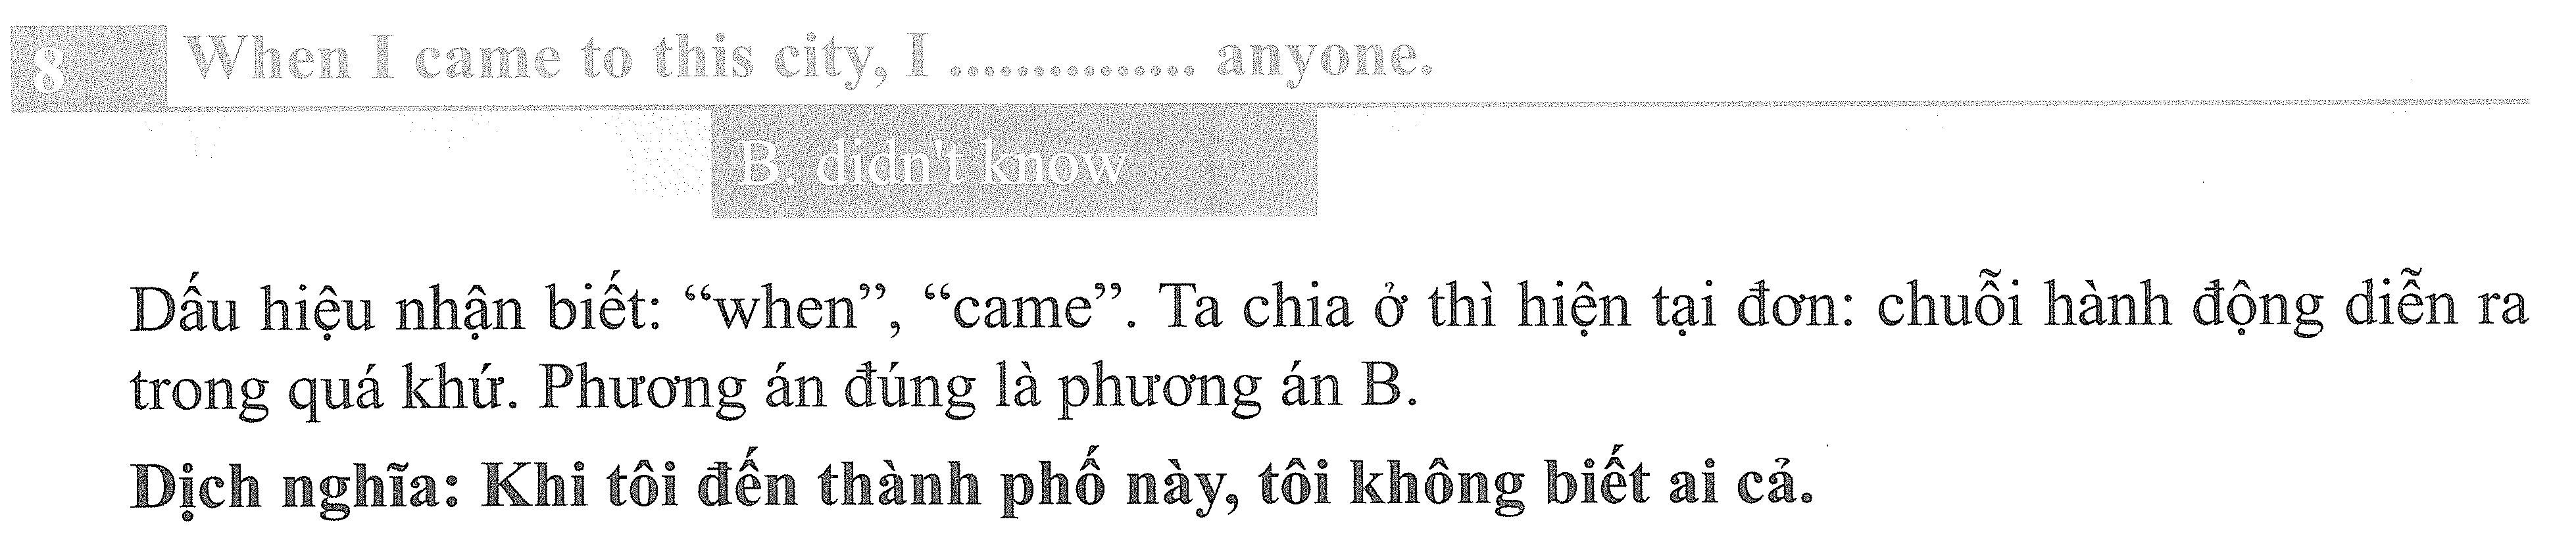 8 When I came to this city, I ............... anyone.
B. didn't know
Dấu hiệu nhận biết: “when”, “came”. Ta chia ở thì hiện tại đơn: chuỗi hành động diễn ra
trong quá khứ. Phương án đúng là phương án B.
Dịch nghĩa: Khi tôi đến thành phố này, tôi không biết ai cả.